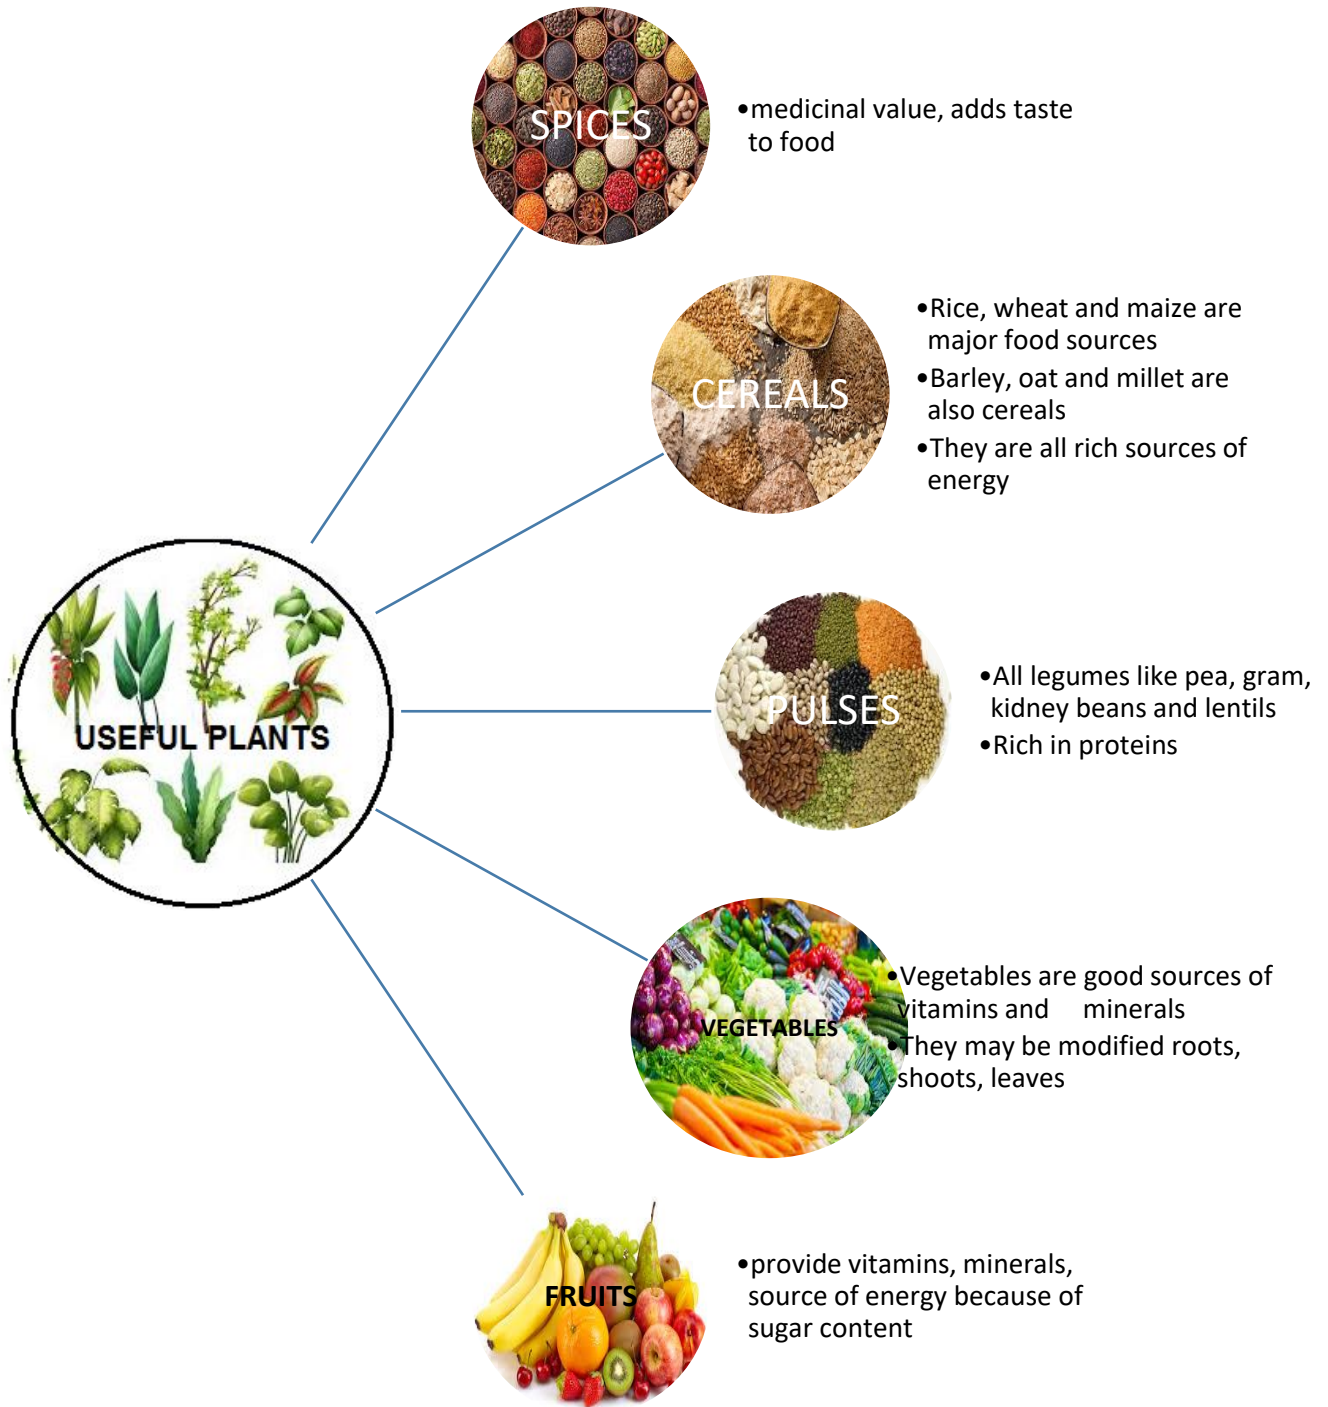 SPICES
•medicinal value, adds taste
to food
CEREALS
•Rice, wheat and maize are
major food sources
•Barley, oat and millet are
also cereals
•They are all rich sources of
energy
USEFUL PLANTS
PULSES
•All legumes like pea, gram,
kidney beans and lentils
•Rich in proteins
VEGETABLES
•Vegetables are good sources of
vitamins and minerals
•They may be modified roots,
shoots, leaves
FRUITS
•provide vitamins, minerals,
source of energy because of
sugar content